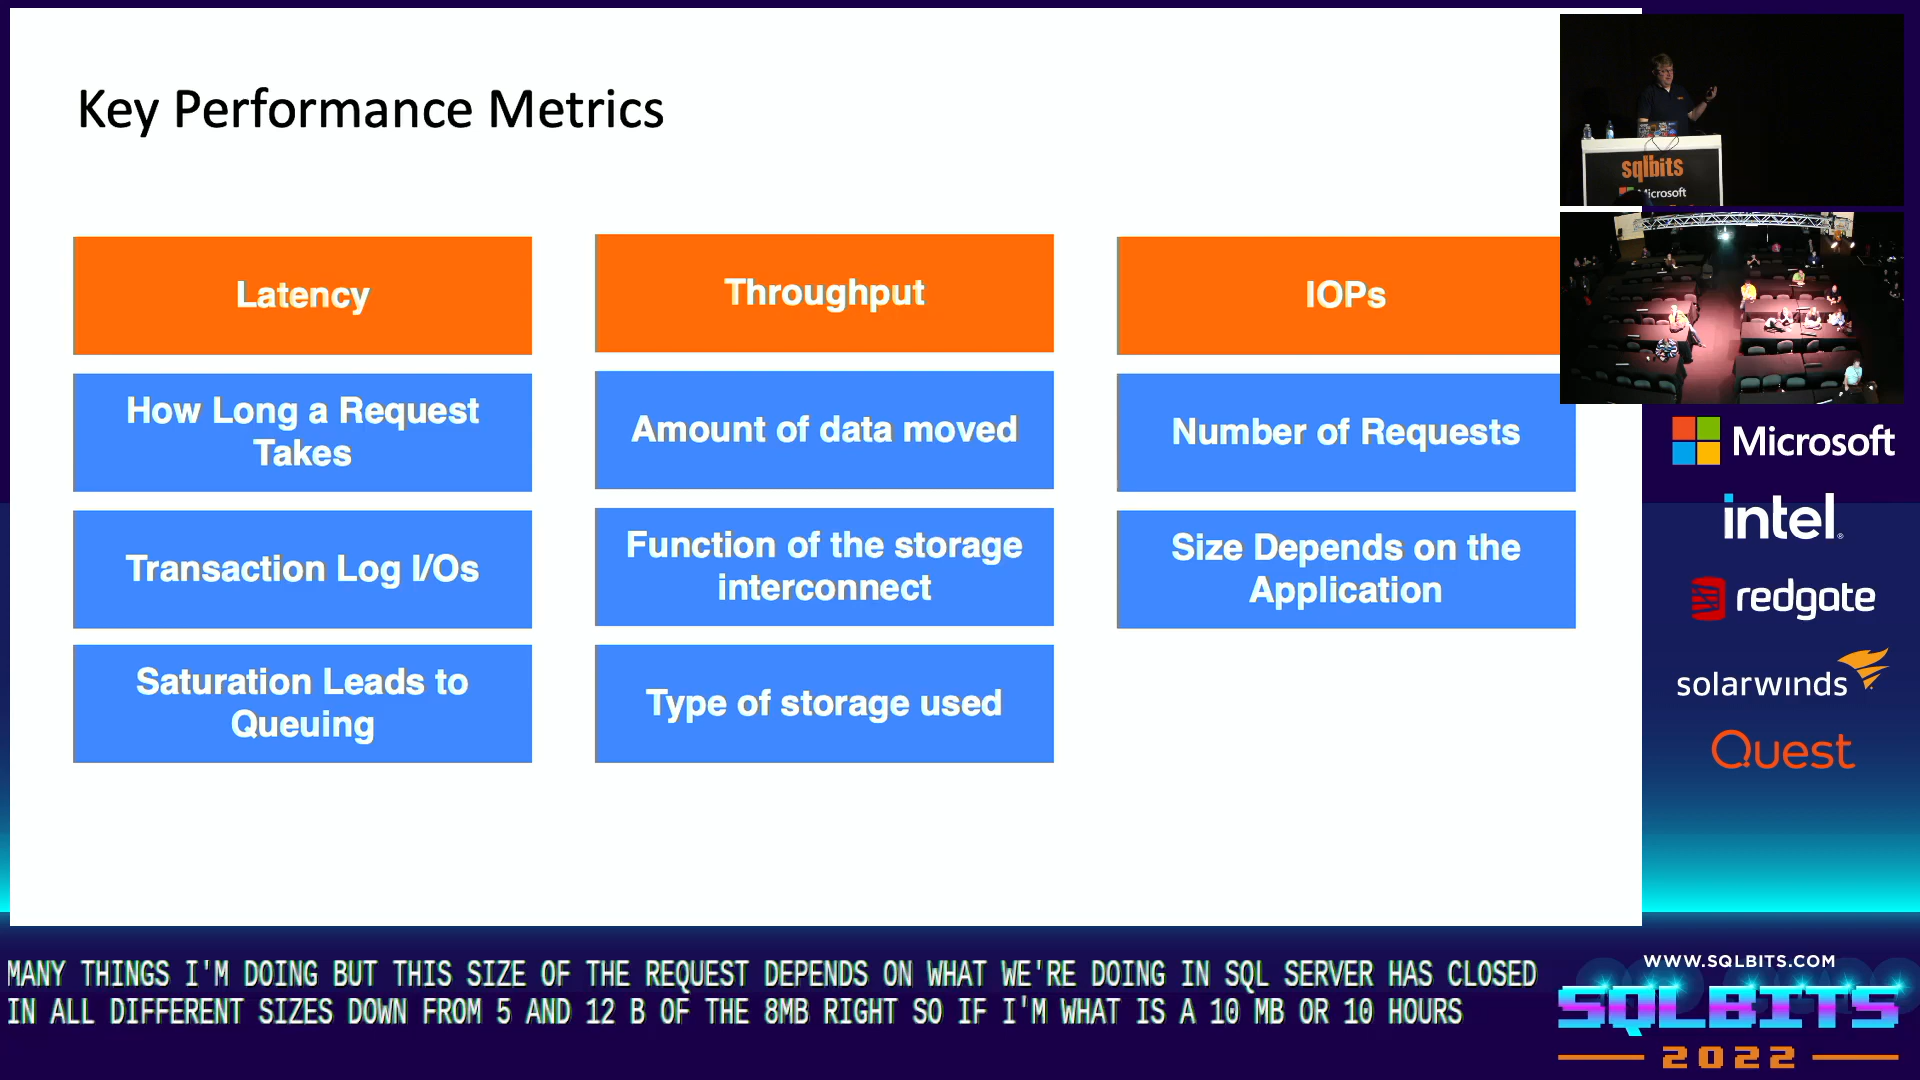 Key Performance Metrics
Latency
How Long a Request
Takes
Transaction Log I/Os
Saturation Leads to
Queuing
Throughput
Amount of data moved
Function of the storage
interconnect
Type of storage used
IOPs
Number of Requests
Size Depends on the
Application
sqlbits
Microsoft
Microsoft
intel.
redgate
solarwinds
Quest
MANY THINGS I'M DOING BUT THIS SIZE OF THE REQUEST DEPENDS ON WHAT WE'RE DOING IN SQL SERVER HAS CLOSED
IN ALL DIFFERENT SIZES DOWN FROM 5 AND 12 B OF THE 8MB RIGHT SO IF I'M WHAT IS A 10 MB OR 10 HOURS
WWW.SQLBITS.COM
SQLBITS
2022